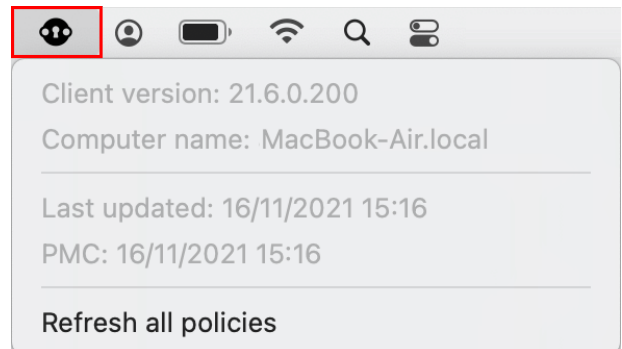 Client version: 21.6.0.200
Computer name: MacBook-Air.local
Last updated: 16/11/2021 15:16
PMC: 16/11/2021 15:16
Refresh all policies